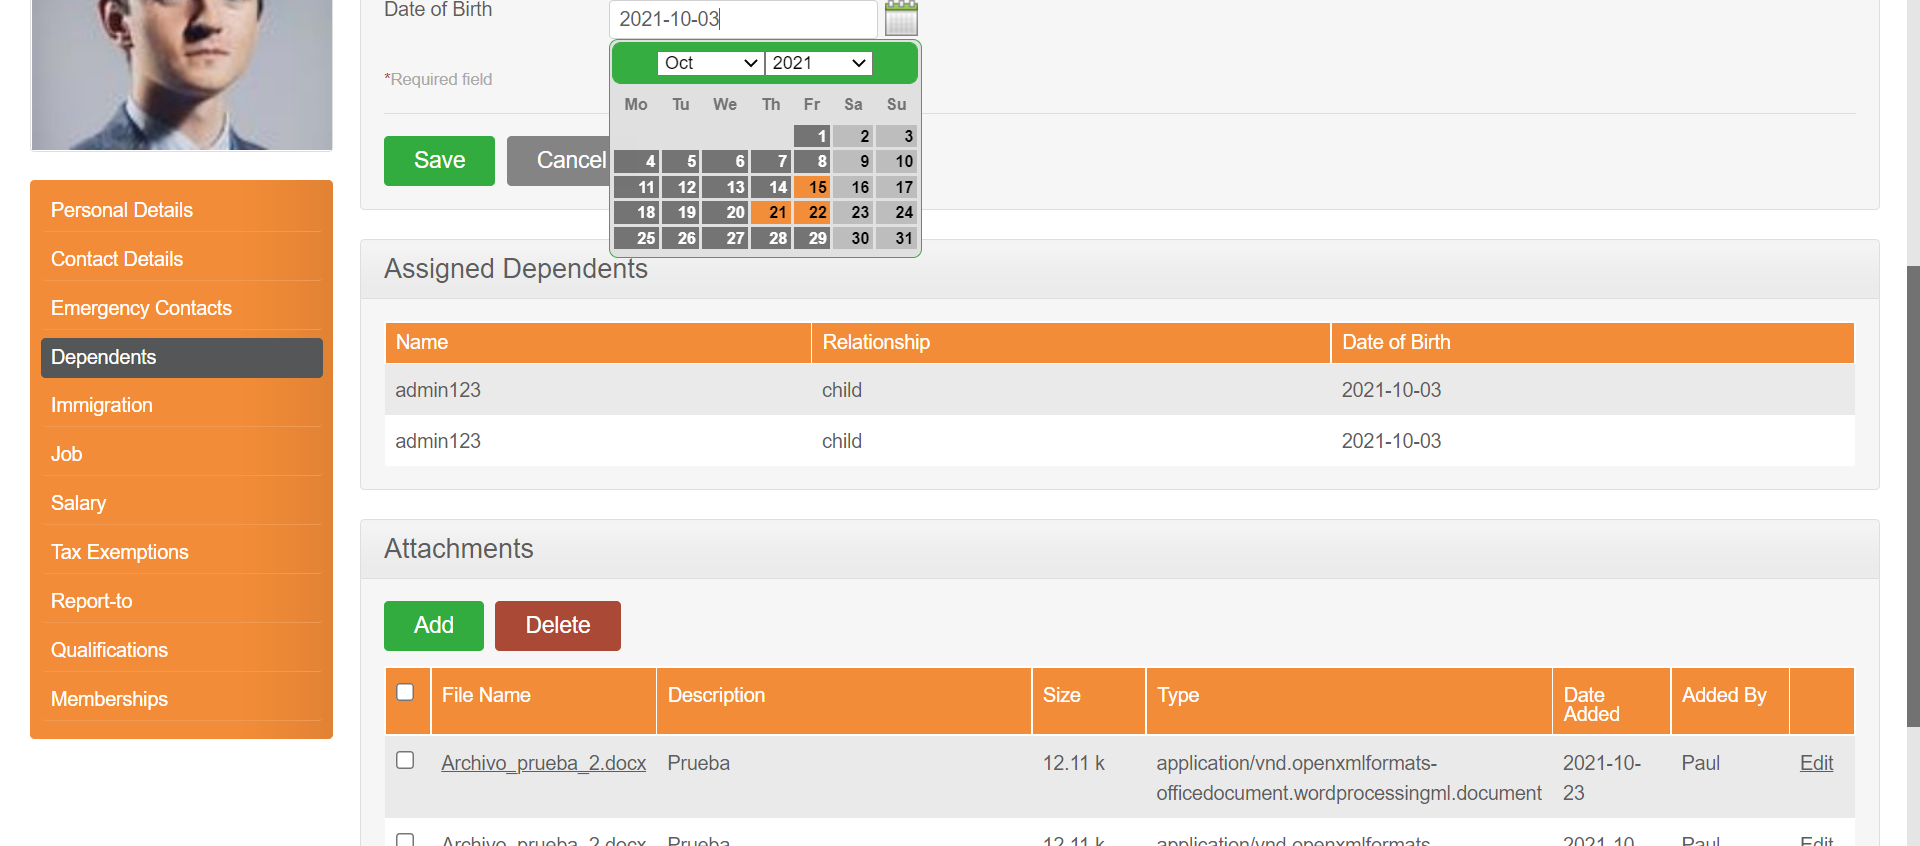 Date of Birth
2021-10-03
Oct 2021
*Required field
Mo Tu We Th Fr Sa Su
1 2 3
4 5 6 7 8 9 10
11 12 13 14 15 16 17
18 19 20 21 22 23 24
25 26 27 28 29 30 31
Save Cancel
Personal Details
Contact Details
Emergency Contacts
Dependents
Immigration
Job
Salary
Tax Exemptions
Report-to
Qualifications
Memberships
Assigned Dependents
Name Relationship Date of Birth
admin123 child 2021-10-03
admin123 child 2021-10-03
Attachments
Add Delete
File Name Description Size Type Date Added Added By
Archivo_prueba_2.docx Prueba 12.11 k application/vnd.openxmlformats- 2021-10- Paul Edit
officedocument.wordprocessingml.document 23
Archivo_prueba_2.docx Prueba 12.11 k application/vnd.openxmlformats- 2021-10- Paul Edit